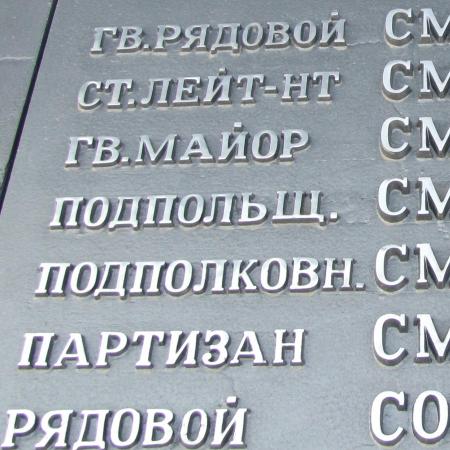 ГВ.РЯДОВОЙ СМ
СТ.ЛЕЙТ-НТ СМ
ГВ.МАЙОР СМ
ПОДПОЛЬЩ. СМ
ПОДПОЛКОВН. СМ
ПАРТИЗАН СМ
РЯДОВОЙ СО